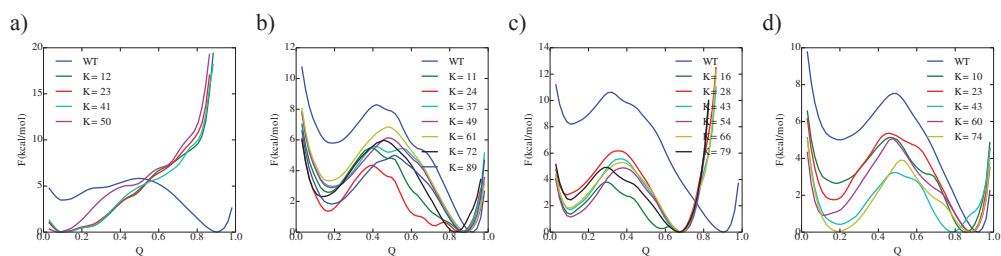 a)
F(kcal/mol)
20
15
10
5
0
0.0 0.2 0.4 0.6 0.8 1.0
Q
WT
K= 12
K= 23
K= 41
K= 50
b)
F(kcal/mol)
12
10
8
6
4
2
0
0.0 0.2 0.4 0.6 0.8 1.0
Q
WT
K= 11
K= 24
K= 37
K= 49
K= 61
K= 72
K= 89
c)
F(kcal/mol)
14
12
10
8
6
4
2
0
0.0 0.2 0.4 0.6 0.8 1.0
Q
WT
K= 16
K= 28
K= 43
K= 54
K= 66
K= 79
d)
F(kcal/mol)
10
8
6
4
2
0
0.0 0.2 0.4 0.6 0.8 1.0
Q
WT
K= 10
K= 23
K= 43
K= 60
K= 74